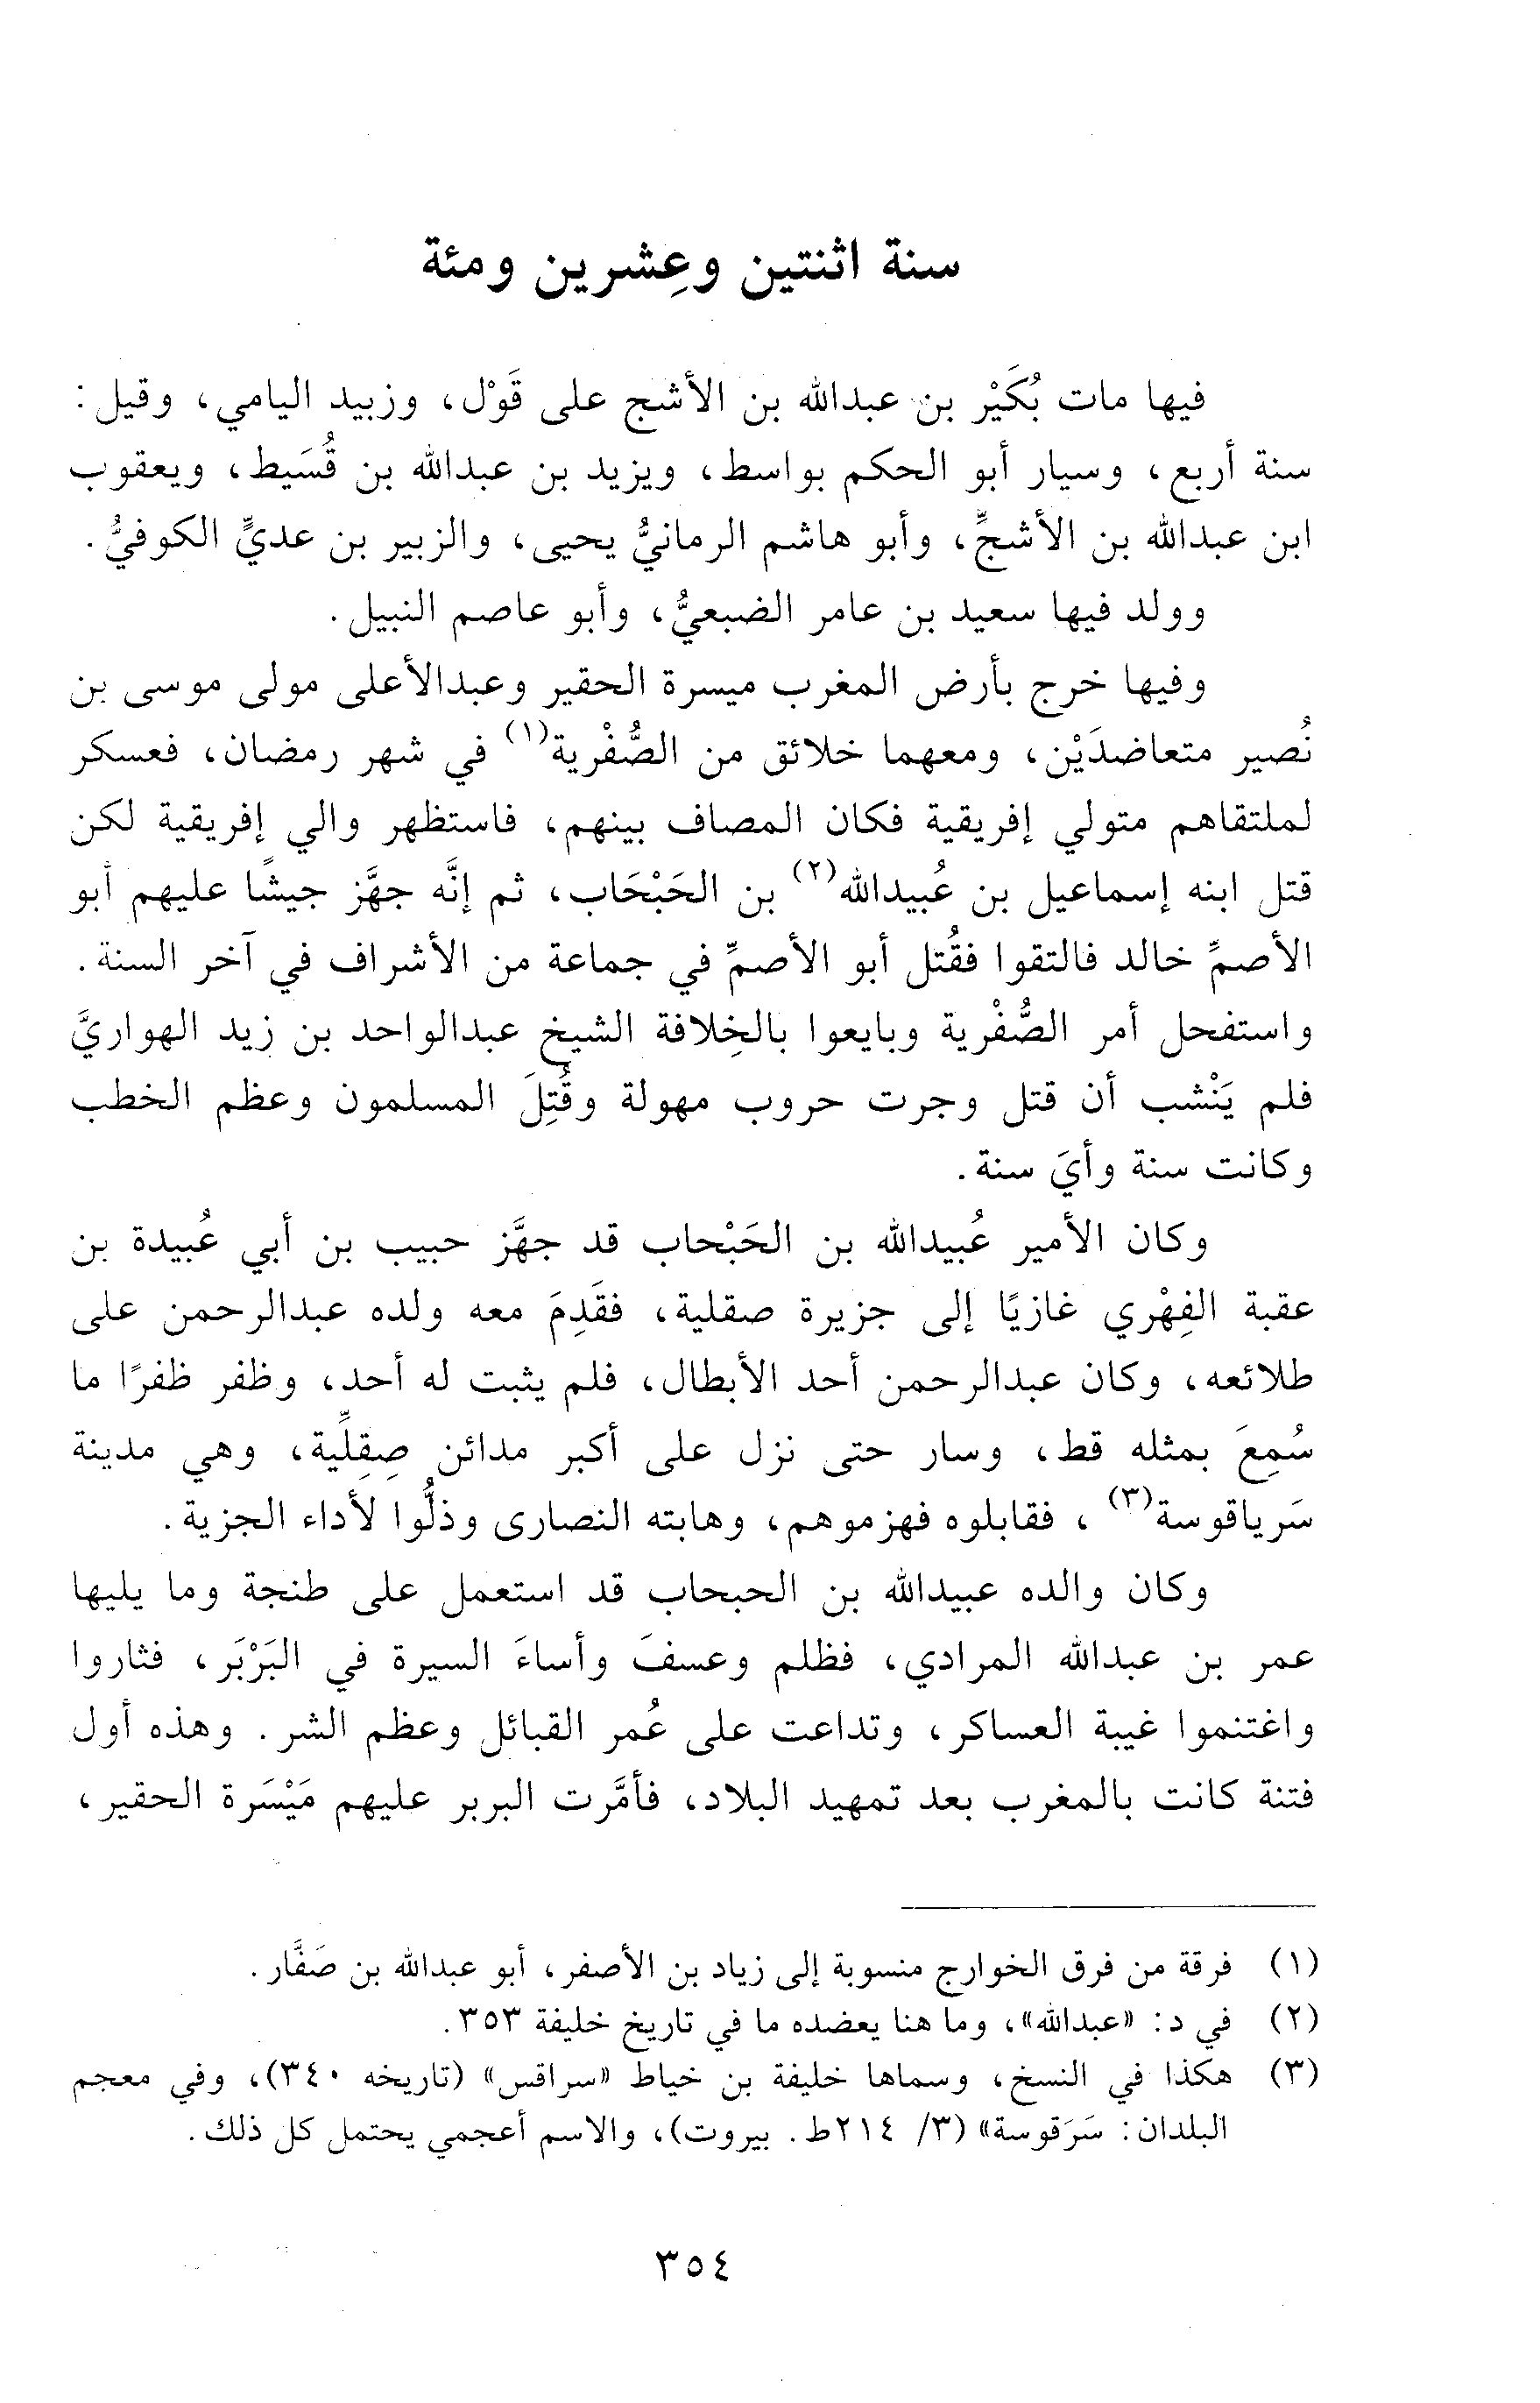 سنة اثنتين وعِشرين ومئة
فيها مات بُكَيْر بن عبدالله بن الأشج على قَوْل، وزبيد اليامي، وقيل:
سنة أربع، وسيار أبو الحكم بواسط، ويزيد بن عبدالله بن قُسَيط، ويعقوب
ابن عبدالله بن الأشجِّ، وأبو هاشم الرمانيُّ يحيى، والزبير بن عديٍّ الكوفيُّ.
وولد فيها سعيد بن عامر الضبعيُّ، وأبو عاصم النبيل.
وفيها خرج بأرض المغرب ميسرة الحقير وعبدالأعلى مولى موسى بن
نُصير متعاضدَيْن، ومعهما خلائق من الصُّفْرية(١) في شهر رمضان، فعسكر
لملتقاهم متولي إفريقية فكان المصاف بينهم، فاستظهر والي إفريقية لكن
قتل ابنه إسماعيل بن عُبيدالله(٢) بن الحَبْحَاب، ثم إنَّه جهَّز جيشًا عليهم أبو
الأصمِّ خالد فالتقوا فقُتل أبو الأصمِّ في جماعة من الأشراف في آخر السنة.
واستفحل أمر الصُّفْرية وبايعوا بالخِلافة الشيخ عبدالواحد بن زيد الهواريَّ
فلم يَنْشب أن قتل وجرت حروب مهولة وقُتِلَ المسلمون وعظم الخطب
وكانت سنة وأيَ سنة.
وكان الأمير عُبيدالله بن الحَبْحاب قد جهَّز حبيب بن أبي عُبيدة بن
عقبة الفِهْري غازيًا إلى جزيرة صقلية، فقَدِمَ معه ولده عبدالرحمن على
طلائعه، وكان عبدالرحمن أحد الأبطال، فلم يثبت له أحد، وظفر ظفرًا ما
سُمِعَ بمثله قط، وسار حتى نزل على أكبر مدائن صِقِلِّية، وهي مدينة
سَرياقوسة(٣)، فقابلوه فهزموهم، وهابته النصارى وذلُّوا لأداء الجزية.
وكان والده عبيدالله بن الحبحاب قد استعمل على طنجة وما يليها
عمر بن عبدالله المرادي، فظلم وعسفَ وأساءَ السيرة في البَرْبَر، فثاروا
واغتنموا غيبة العساكر، وتداعت على عُمر القبائل وعظم الشر. وهذه أول
فتنة كانت بالمغرب بعد تمهيد البلاد، فأمَّرت البربر عليهم مَيْسَرة الحقير،
(١) فرقة من فرق الخوارج منسوبة إلى زياد بن الأصفر، أبو عبدالله بن صَفَّار.
(٢) في د: «عبدالله»، وما هنا يعضده ما في تاريخ خليفة ٣٥٣.
(٣) هكذا في النسخ، وسماها خليفة بن خياط «سراقس» (تاريخه ٣٤٠)، وفي معجم
البلدان: سَرَقوسة» (٣/ ٢١٤ط. بيروت)، والاسم أعجمي يحتمل كل ذلك.
٣٥٤